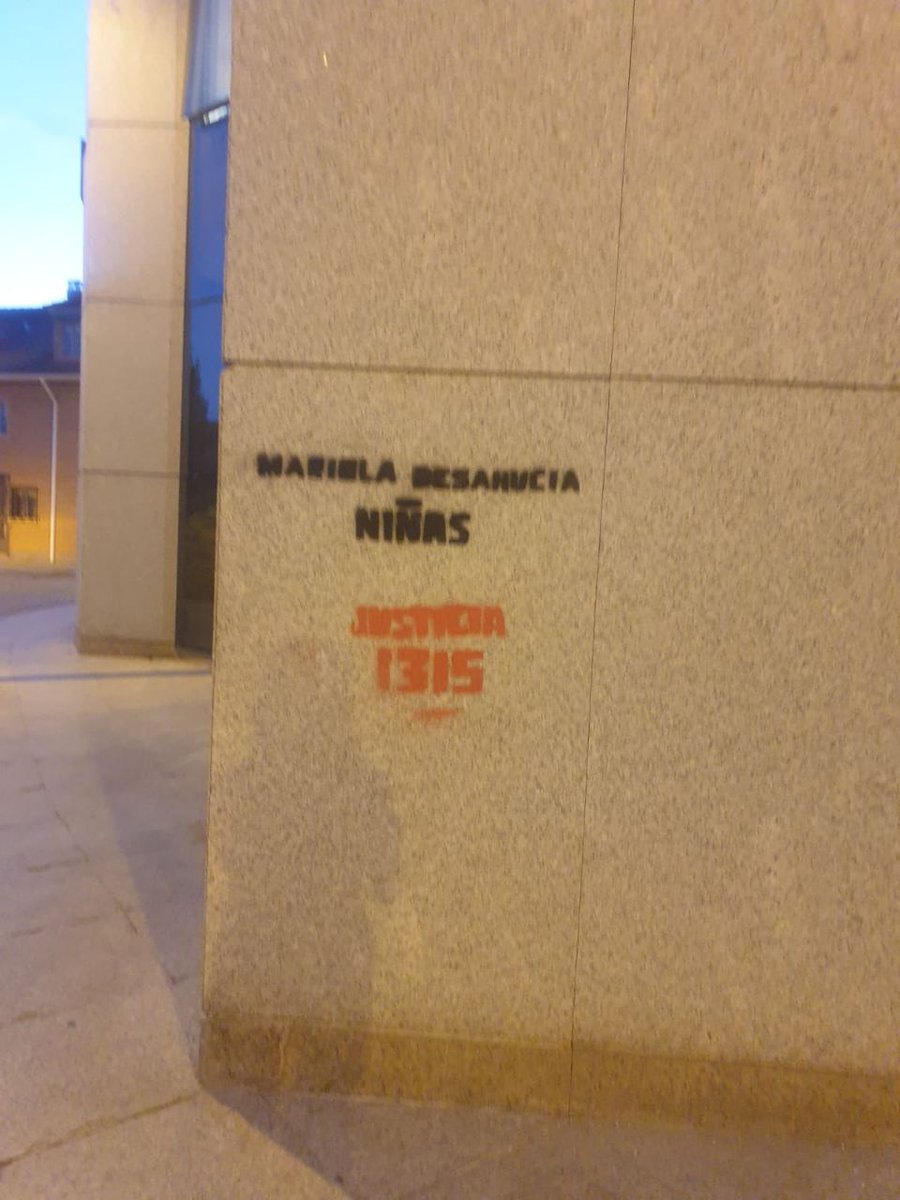 MARIOLA DESAHUCIA
NIÑAS
JUSTICIA
1315